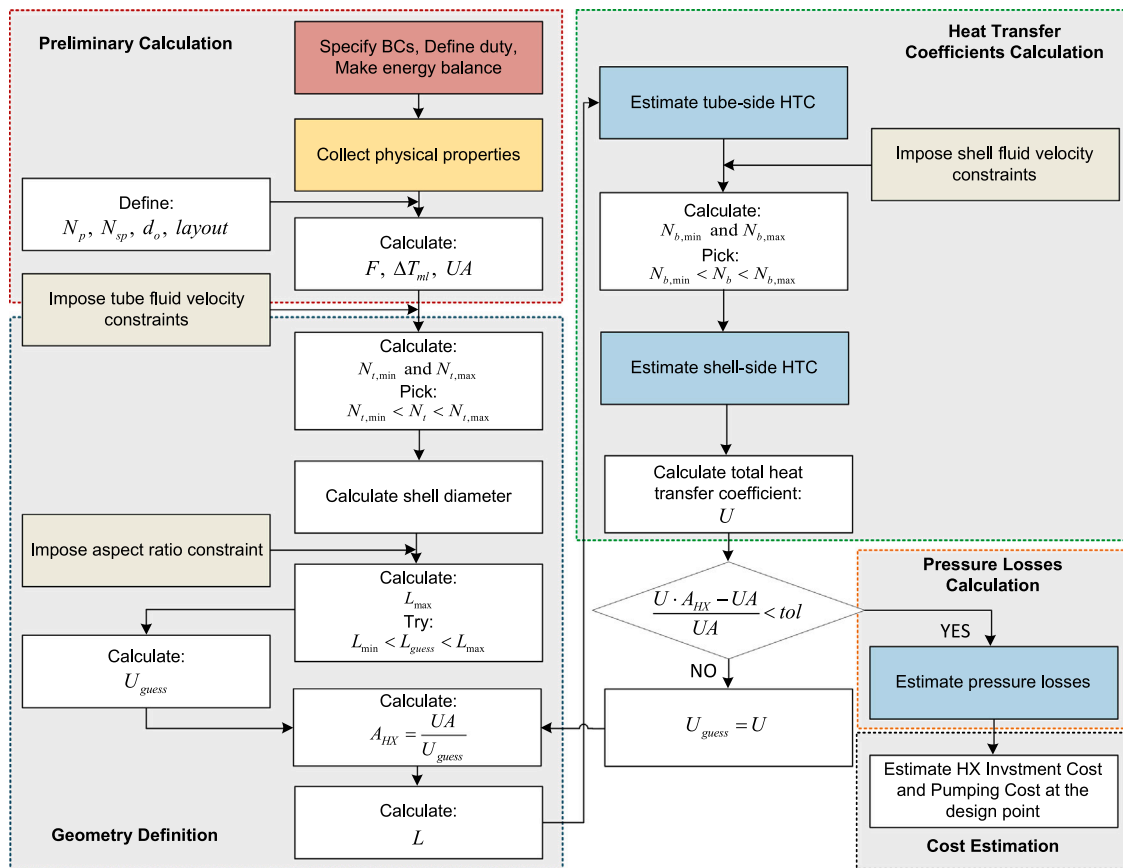 Preliminary Calculation
Specify BCs, Define duty,
Make energy balance
Collect physical properties
Define:
N_p, N_sp, d_o, layout
Calculate:
F, ΔT_ml, UA
Impose tube fluid velocity
constraints
Calculate:
N_t,min and N_t,max
Pick:
N_t,min < N_t < N_t,max
Calculate shell diameter
Impose aspect ratio constraint
Calculate:
L_max
Try:
L_min < L_guess < L_max
Calculate:
U_guess
Calculate:
A_HX = UA / U_guess
Calculate:
L
Geometry Definition
Heat Transfer
Coefficients Calculation
Estimate tube-side HTC
Impose shell fluid velocity
constraints
Calculate:
N_b,min and N_b,max
Pick:
N_b,min < N_b < N_b,max
Estimate shell-side HTC
Calculate total heat
transfer coefficient:
U
(U · A_HX − UA) / UA < tol
YES
NO
U_guess = U
Pressure Losses
Calculation
Estimate pressure losses
Estimate HX Invstment Cost
and Pumping Cost at the
design point
Cost Estimation